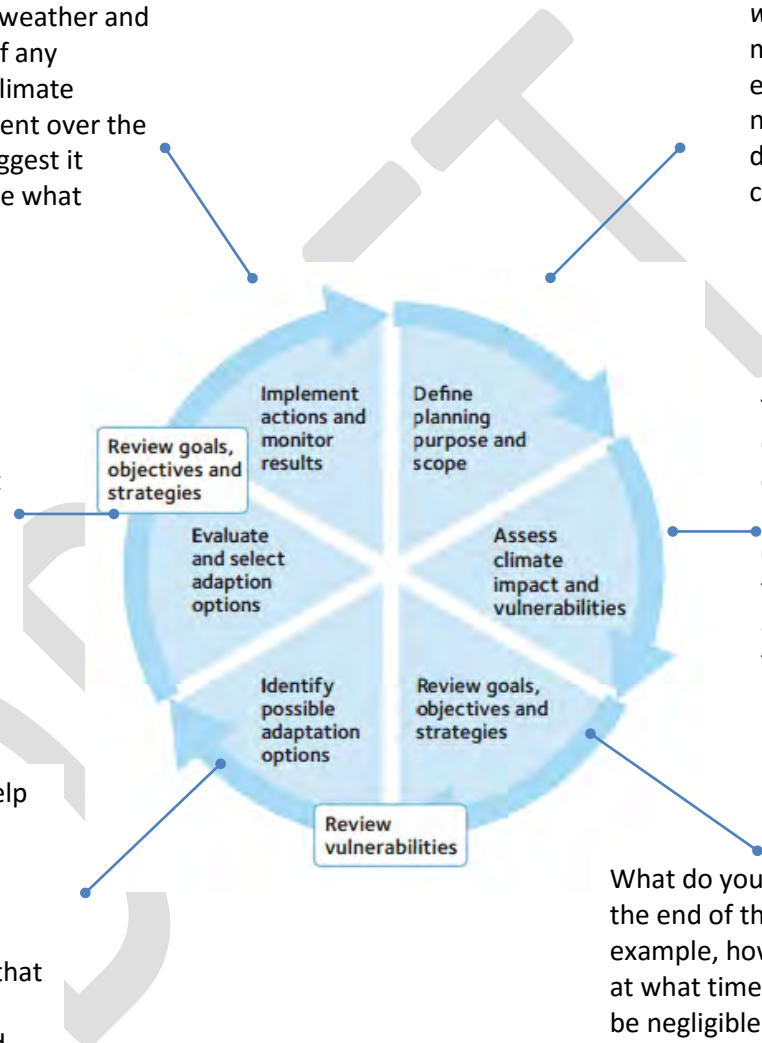 weather and
f any
limate
ent over the
ggest it
e what
w
m
e
n
d
c
Implement
actions and
monitor
results
Define
planning
purpose and
scope
Review goals,
objectives and
strategies
Evaluate
and select
adaption
options
Assess
climate
impact and
vulnerabilities
Identify
possible
adaptation
options
Review goals,
objectives and
strategies
Review
vulnerabilities
elp
that
What do you
the end of th
example, how
at what time
be negligible